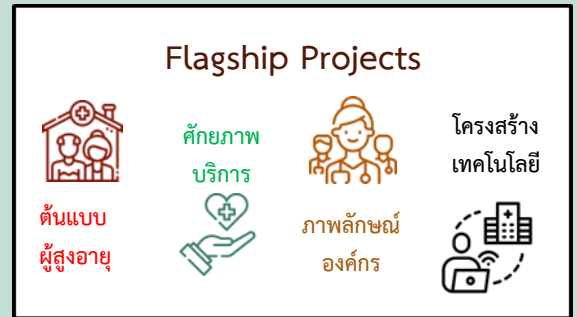 Flagship Projects
ต้นแบบ
ผู้สูงอายุ
ศักยภาพ
บริการ
ภาพลักษณ์
องค์กร
โครงสร้าง
เทคโนโลยี